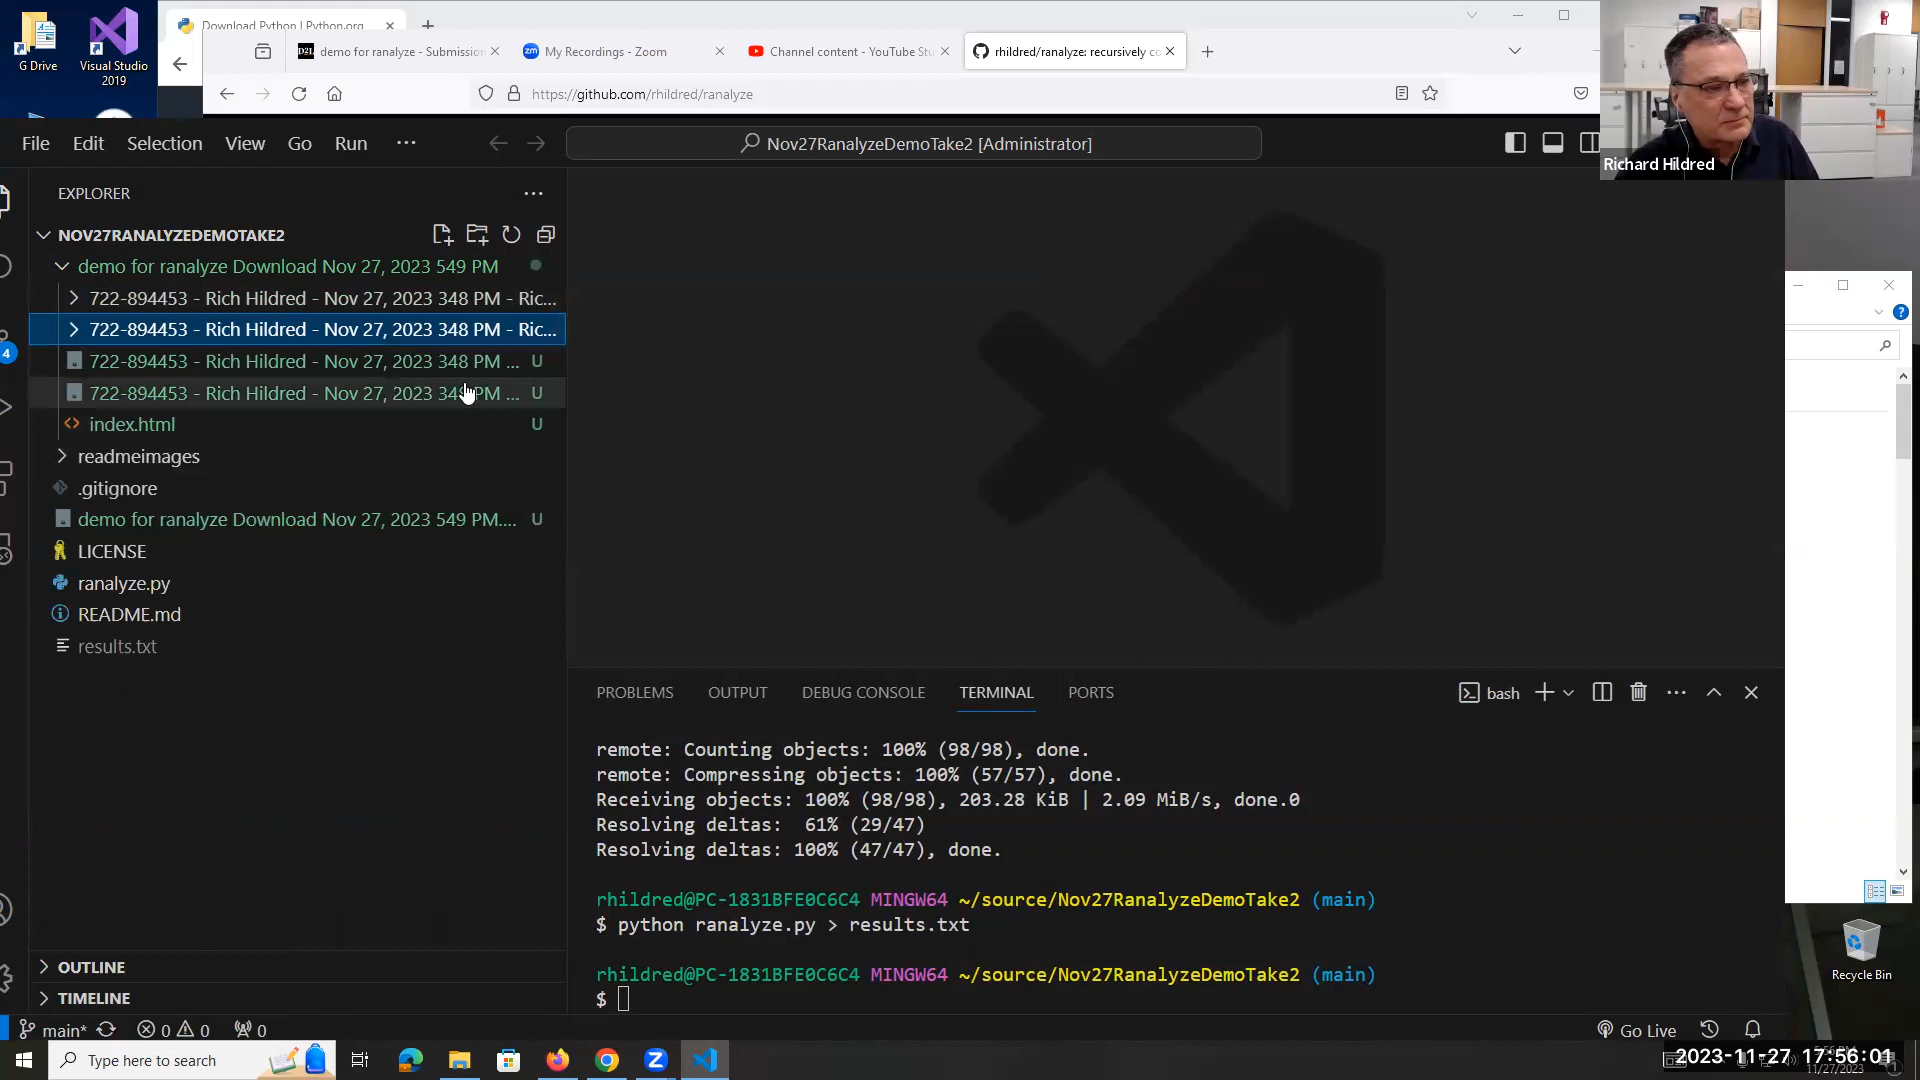 G Drive
Visual Studio
2019
Download Python | Python.org
demo for ranalyze - Submission
My Recordings - Zoom
Channel content - YouTube Stu
rhildred/ranalyze: recursively co
https://github.com/rhildred/ranalyze
Richard Hildred
File Edit Selection View Go Run ...
Nov27RanalyzeDemoTake2 [Administrator]
EXPLORER
NOV27RANALYZEDEMOTAKE2
demo for ranalyze Download Nov 27, 2023 549 PM
722-894453 - Rich Hildred - Nov 27, 2023 348 PM - Ric...
722-894453 - Rich Hildred - Nov 27, 2023 348 PM - Ric...
722-894453 - Rich Hildred - Nov 27, 2023 348 PM ... U
722-894453 - Rich Hildred - Nov 27, 2023 348 PM ... U
index.html U
readmeimages
.gitignore
demo for ranalyze Download Nov 27, 2023 549 PM.... U
LICENSE
ranalyze.py
README.md
results.txt
4
PROBLEMS OUTPUT DEBUG CONSOLE TERMINAL PORTS
bash
remote: Counting objects: 100% (98/98), done.
remote: Compressing objects: 100% (57/57), done.
Receiving objects: 100% (98/98), 203.28 KiB | 2.09 MiB/s, done.0
Resolving deltas:  61% (29/47)
Resolving deltas: 100% (47/47), done.
rhildred@PC-1831BFE0C6C4 MINGW64 ~/source/Nov27RanalyzeDemoTake2 (main)
$ python ranalyze.py > results.txt
rhildred@PC-1831BFE0C6C4 MINGW64 ~/source/Nov27RanalyzeDemoTake2 (main)
$
OUTLINE
TIMELINE
main* 0 0 0
Go Live
Recycle Bin
Type here to search
2023-11-27 17:56:01
11/27/2023